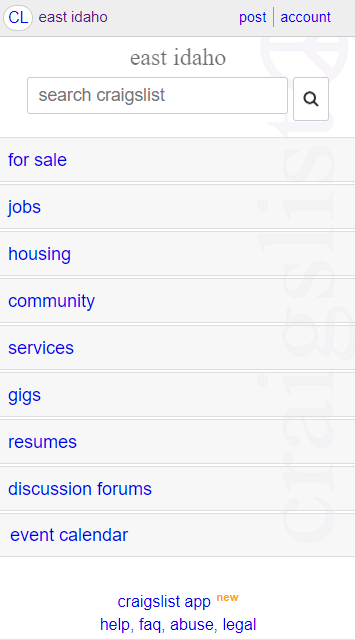 CL east idaho post account
east idaho
search craigslist
for sale
jobs
housing
community
services
gigs
resumes
discussion forums
event calendar
craigslist app new
help, faq, abuse, legal
craigslist